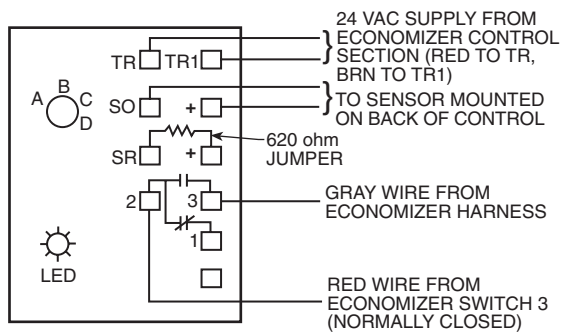 24 VAC SUPPLY FROM
ECONOMIZER CONTROL
SECTION (RED TO TR,
BRN TO TR1)
TR TR1
A B C D
SO +
TO SENSOR MOUNTED
ON BACK OF CONTROL
SR +
620 ohm
JUMPER
2 3
GRAY WIRE FROM
ECONOMIZER HARNESS
1
LED
RED WIRE FROM
ECONOMIZER SWITCH 3
(NORMALLY CLOSED)